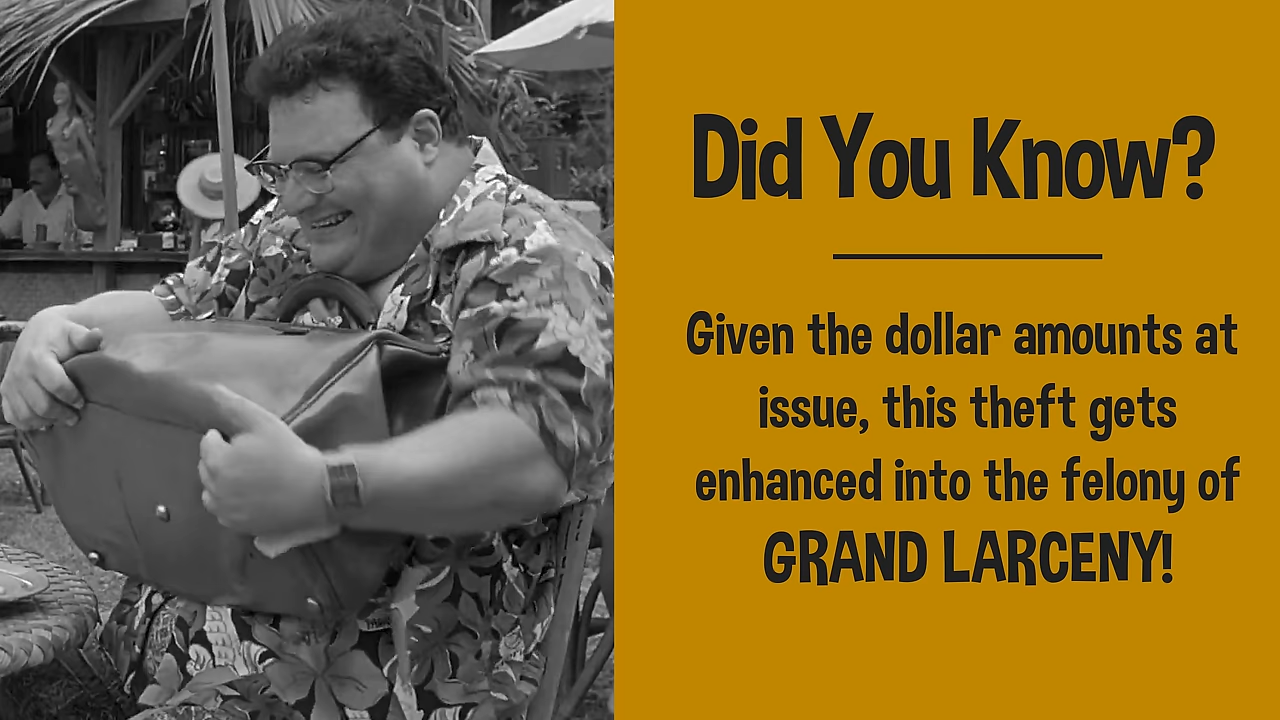 Did You Know?
Given the dollar amounts at
issue, this theft gets
enhanced into the felony of
GRAND LARCENY!